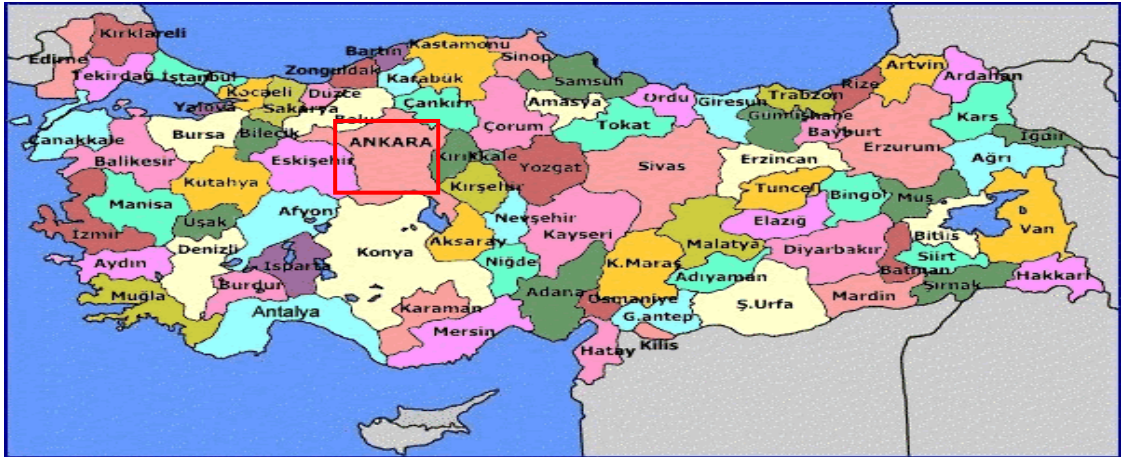 Kırklareli
Edirne
Tekirdağ
İstanbul
Kocaeli
Yalova
Sakarya
Düzce
Zonguldak
Bartın
Karabük
Kastamonu
Sinop
Samsun
Çankırı
Bolu
Çanakkale
Bursa
Bilecik
Balikesir
Eskişehir
ANKARA
Kırıkkale
Çorum
Amasya
Tokat
Ordu
Giresun
Trabzon
Gümüşhane
Rize
Artvin
Ardahan
Kars
Bayburt
Erzurum
Iğdır
Ağrı
Kutahya
Manisa
Uşak
Afyon
Kırşehir
Yozgat
Sivas
Erzincan
Tuncel
Bingöl
Muş
Elazığ
İzmir
Aydın
Denizli
Isparta
Burdur
Muğla
Antalya
Konya
Aksaray
Nevşehir
Niğde
Kayseri
Malatya
K.Maraş
Adıyaman
Diyarbakır
Batman
Bitlis
Siirt
Van
Hakkari
Şırnak
Mardin
Ş.Urfa
G.antep
Osmaniye
Adana
Karaman
Mersin
Hatay
Kilis